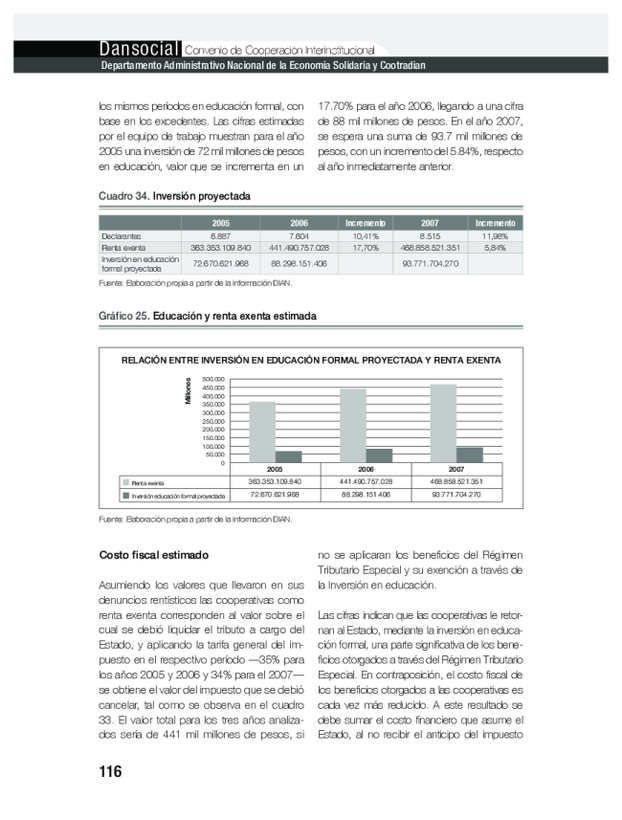 Dansocial Convenio de Cooperación Interinstitucional
Departamento Administrativo Nacional de la Economía Solidaria y Cootradian
los mismos períodos en educación formal, con
base en los excedentes. Las cifras estimadas
por el equipo de trabajo muestran para el año
2005 una inversión de 72 mil millones de pesos
en educación, valor que se incrementa en un
17.70% para el año 2006, llegando a una cifra
de 88 mil millones de pesos. En el año 2007,
se espera una suma de 93.7 mil millones de
pesos, con un incremento del 5.84%, respecto
al año inmediatamente anterior.
Cuadro 34. Inversión proyectada
2005 2006 Incremento 2007 Incremento
Declarantes 6.887 7.604 10,41% 8.515 11,98%
Renta exenta 363.353.109.840 441.490.757.028 17,70% 468.858.521.351 5,84%
Inversión en educación
formal proyectada 72.670.621.968 88.298.151.406 93.771.704.270
Fuente: Elaboración propia a partir de la información DIAN.
Gráfico 25. Educación y renta exenta estimada
RELACIÓN ENTRE INVERSIÓN EN EDUCACIÓN FORMAL PROYECTADA Y RENTA EXENTA
Millones
500.000
450.000
400.000
350.000
300.000
250.000
200.000
150.000
100.000
50.000
0
2005 2006 2007
Renta exenta 363.353.109.840 441.490.757.028 468.858.521.351
Inversión educación formal proyectada 72.670.621.968 88.298.151.406 93.771.704.270
Fuente: Elaboración propia a partir de la información DIAN.
Costo fiscal estimado
Asumiendo los valores que llevaron en sus
denuncios rentísticos las cooperativas como
renta exenta corresponden al valor sobre el
cual se debió liquidar el tributo a cargo del
Estado, y aplicando la tarifa general del im-
puesto en el respectivo período —35% para
los años 2005 y 2006 y 34% para el 2007—
se obtiene el valor del impuesto que se debió
cancelar, tal como se observa en el cuadro
33. El valor total para los tres años analiza-
dos sería de 441 mil millones de pesos, si
no se aplicaran los beneficios del Régimen
Tributario Especial y su exención a través de
la Inversión en educación.
Las cifras indican que las cooperativas le retor-
nan al Estado, mediante la inversión en educa-
ción formal, una parte significativa de los bene-
ficios otorgados a través del Régimen Tributario
Especial. En contraposición, el costo fiscal de
los beneficios otorgados a las cooperativas es
cada vez más reducido. A este resultado se
debe sumar el costo financiero que asume el
Estado, al no recibir el anticipo del impuesto
116